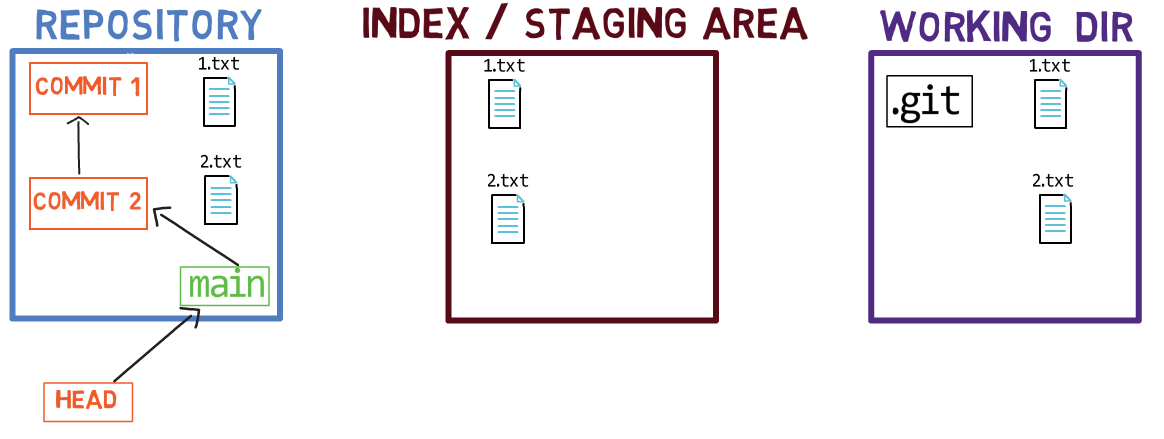 REPOSITORY
COMMIT 1
1.txt
COMMIT 2
2.txt
main
HEAD
INDEX / STAGING AREA
1.txt
2.txt
WORKING DIR
.git
1.txt
2.txt